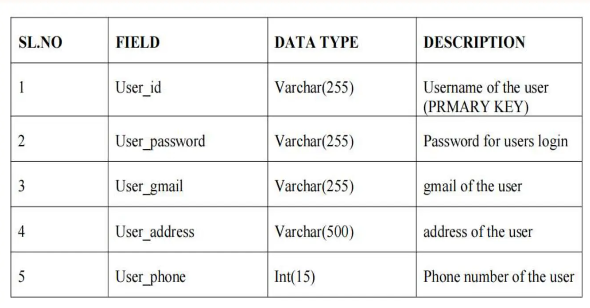 SL.NO FIELD DATA TYPE DESCRIPTION
1 User_id Varchar(255) Username of the user
(PRMARY KEY)
2 User_password Varchar(255) Password for users login
3 User_gmail Varchar(255) gmail of the user
4 User_address Varchar(500) address of the user
5 User_phone Int(15) Phone number of the user